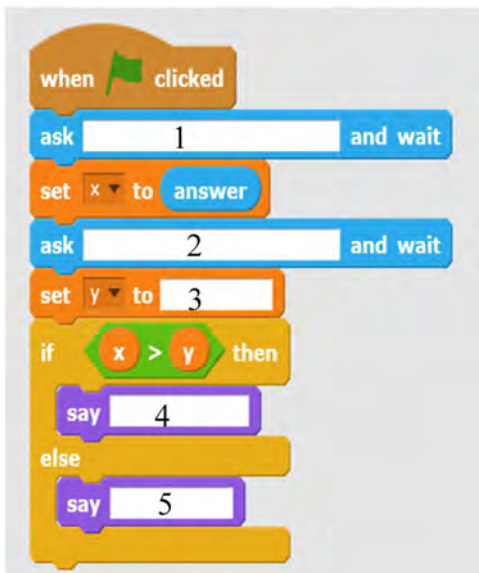 when clicked
ask 1 and wait
set x to answer
ask 2 and wait
set y to 3
if x > y then
say 4
else
say 5